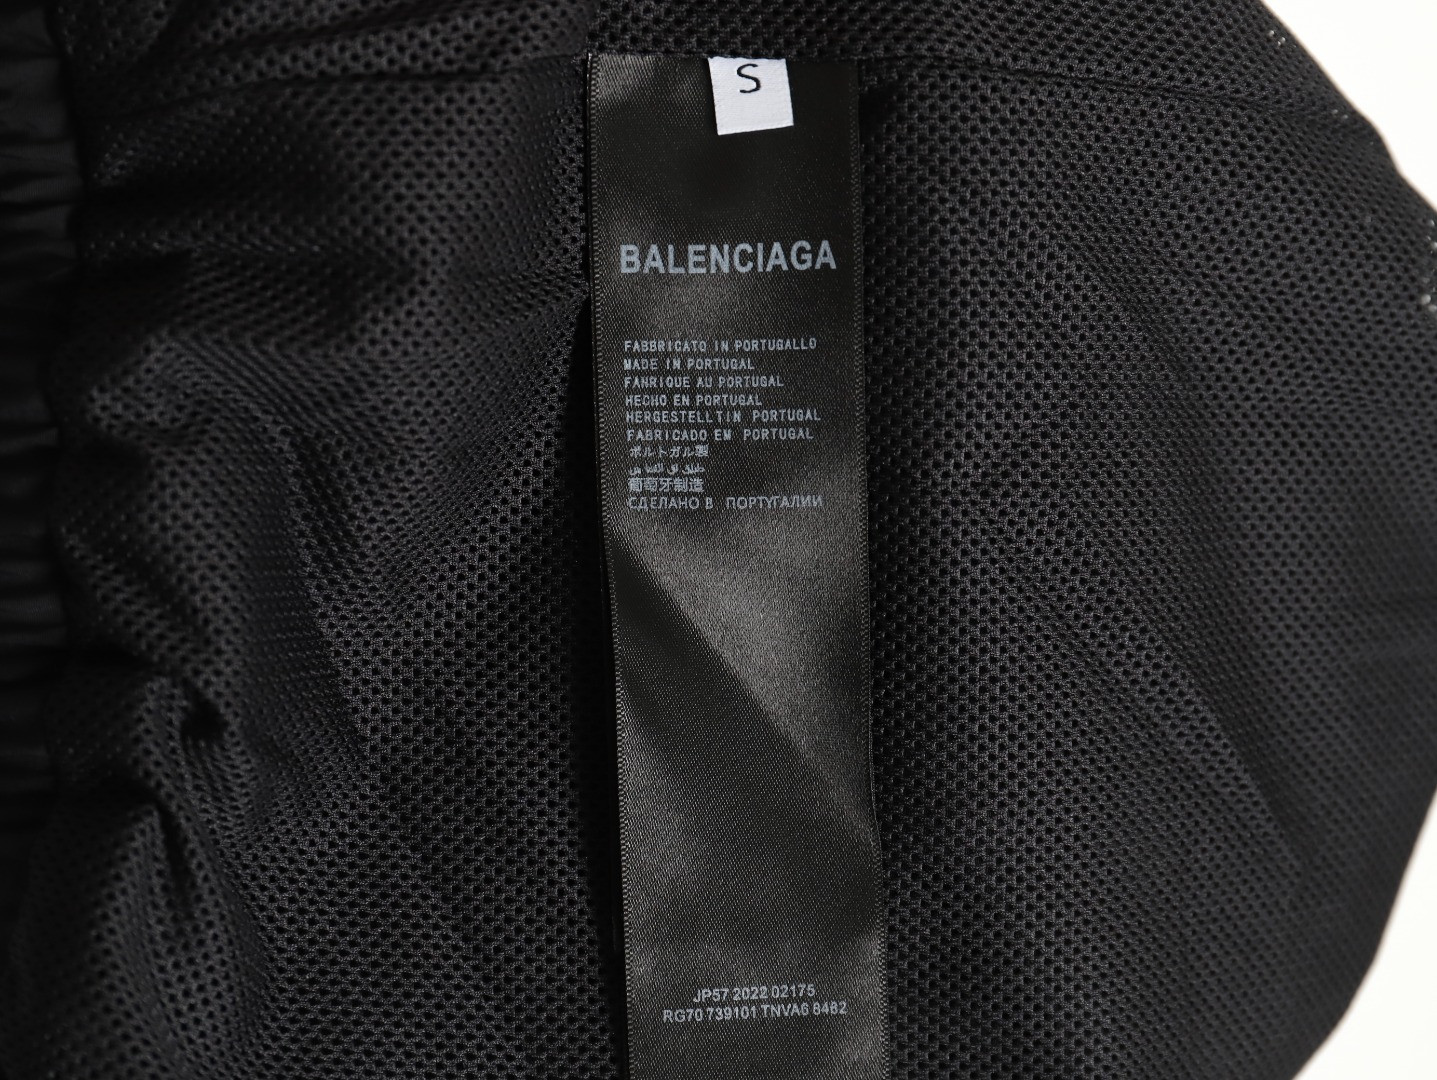 S
BALENCIAGA
FABBRICATO IN PORTUGALLO
MADE IN PORTUGAL
FANRIQUE AU PORTUGAL
HECHO EN PORTUGAL
HERGESTELLTIN PORTUGAL
FABRICADO EM PORTUGAL
ポルトガル製
葡萄牙制造
СДЕЛАНО В ПОРТУГАЛИИ
JP57 2022 02175
RG70 739101 TNVA6 8462